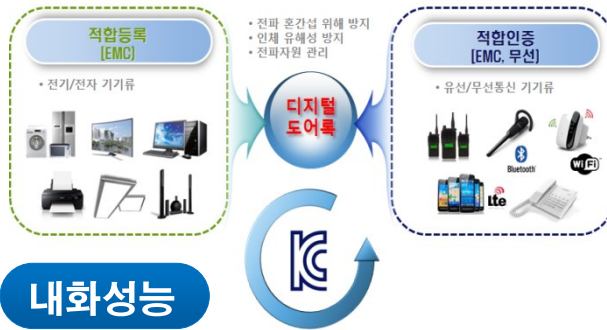 적합등록
[EMC]
• 전기/전자 기기류
• 전파 혼간섭 위해 방지
• 인체 유해성 방지
• 전파자원 관리
디지털
도어록
적합인증
[EMC, 무선]
• 유선/무선통신 기기류
Bluetooth
WiFi
lte
KC
내화성능